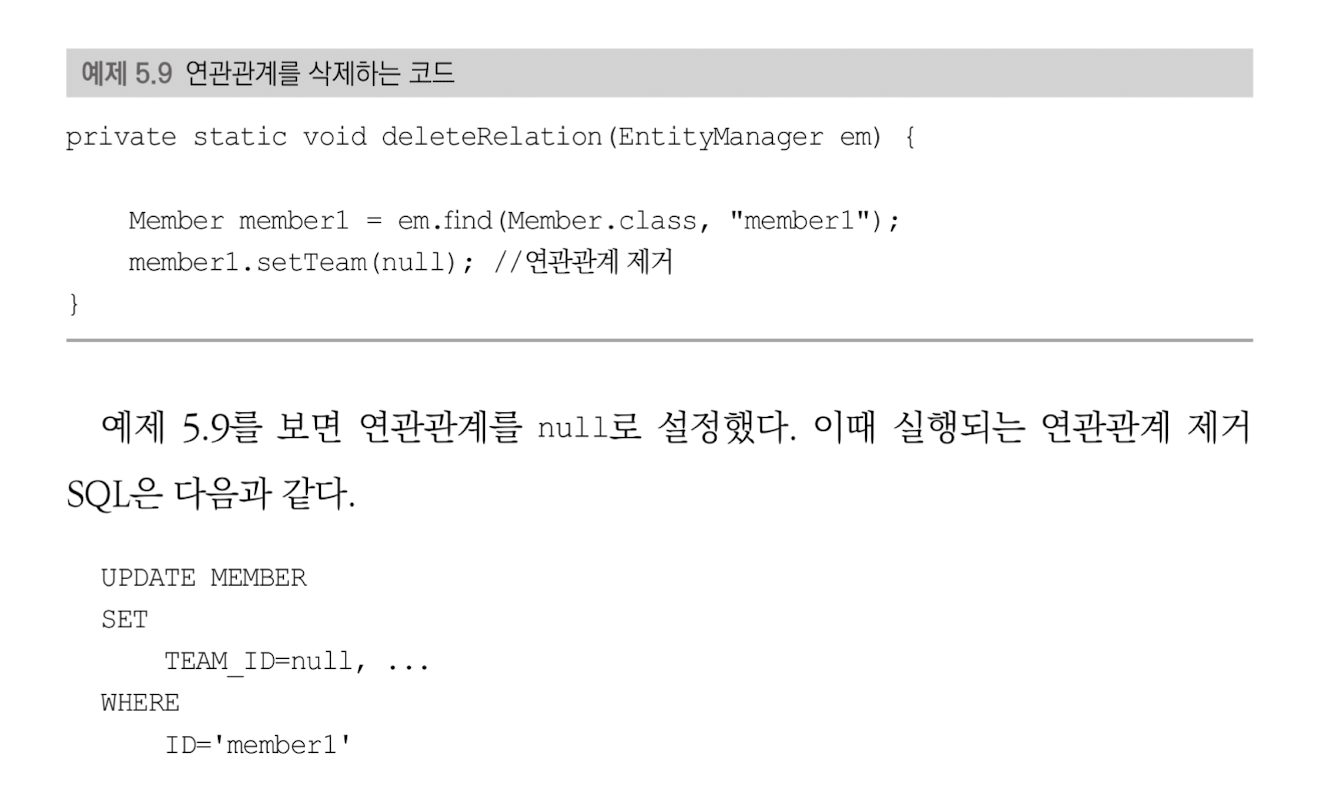 예제 5.9 연관관계를 삭제하는 코드
private static void deleteRelation(EntityManager em) {
    Member member1 = em.find(Member.class, "member1");
    member1.setTeam(null); //연관관계 제거
}
예제 5.9를 보면 연관관계를 null로 설정했다. 이때 실행되는 연관관계 제거
SQL은 다음과 같다.
UPDATE MEMBER
SET
    TEAM_ID=null, ...
WHERE
    ID='member1'